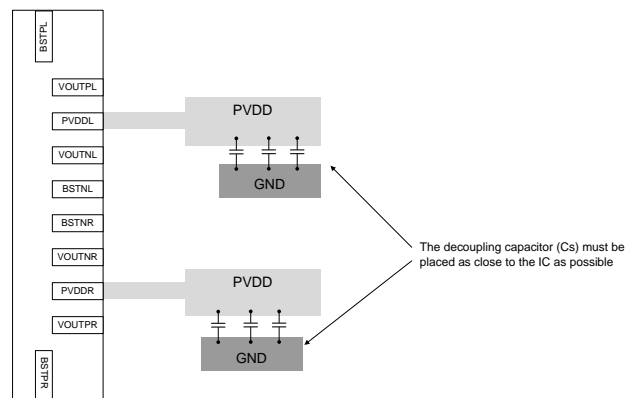 BSTPL
VOUTPL
PVDDL
VOUTNL
BSTNL
BSTNR
VOUTNR
PVDDR
VOUTPR
BSTPR
PVDD
GND
PVDD
GND
The decoupling capacitor (Cs) must be
placed as close to the IC as possible